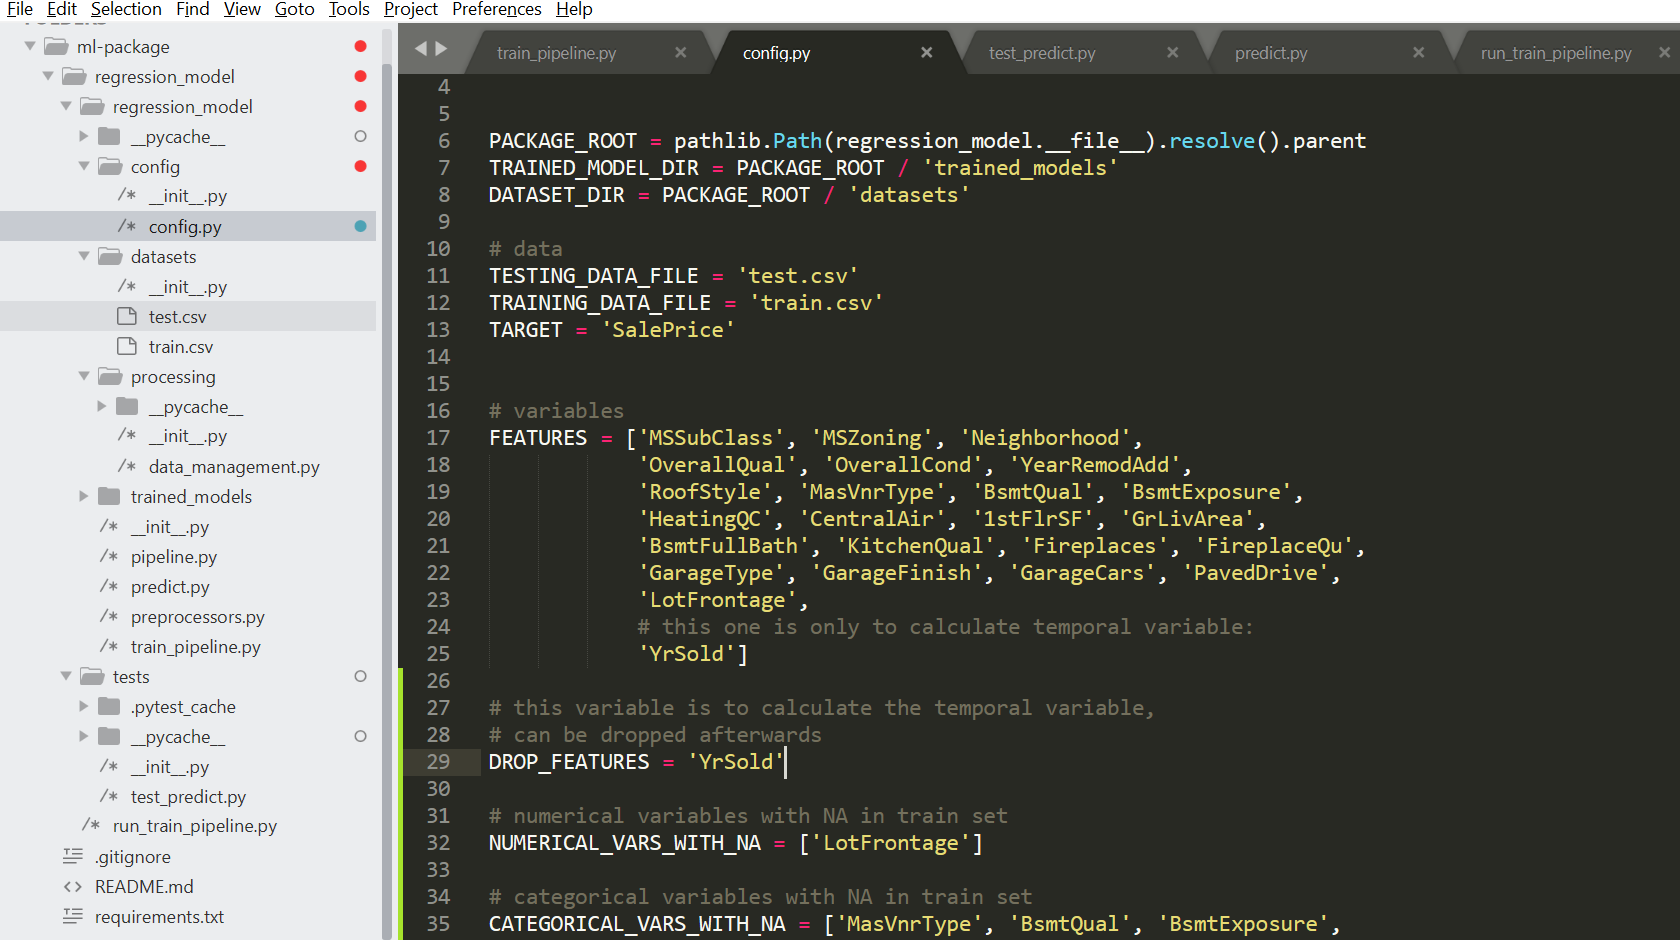 File Edit Selection Find View Goto Tools Project Preferences Help
ml-package
regression_model
regression_model
__pycache__
config
/* __init__.py
/* config.py
datasets
/* __init__.py
test.csv
train.csv
processing
__pycache__
/* __init__.py
/* data_management.py
trained_models
/* __init__.py
/* pipeline.py
/* predict.py
/* preprocessors.py
/* train_pipeline.py
tests
.pytest_cache
__pycache__
/* __init__.py
/* test_predict.py
/* run_train_pipeline.py
.gitignore
<> README.md
requirements.txt
train_pipeline.py × config.py × test_predict.py × predict.py × run_train_pipeline.py ×
4
5
6 PACKAGE_ROOT = pathlib.Path(regression_model.__file__).resolve().parent
7 TRAINED_MODEL_DIR = PACKAGE_ROOT / 'trained_models'
8 DATASET_DIR = PACKAGE_ROOT / 'datasets'
9
10 # data
11 TESTING_DATA_FILE = 'test.csv'
12 TRAINING_DATA_FILE = 'train.csv'
13 TARGET = 'SalePrice'
14
15
16 # variables
17 FEATURES = ['MSSubClass', 'MSZoning', 'Neighborhood',
18 'OverallQual', 'OverallCond', 'YearRemodAdd',
19 'RoofStyle', 'MasVnrType', 'BsmtQual', 'BsmtExposure',
20 'HeatingQC', 'CentralAir', '1stFlrSF', 'GrLivArea',
21 'BsmtFullBath', 'KitchenQual', 'Fireplaces', 'FireplaceQu',
22 'GarageType', 'GarageFinish', 'GarageCars', 'PavedDrive',
23 'LotFrontage',
24 # this one is only to calculate temporal variable:
25 'YrSold']
26
27 # this variable is to calculate the temporal variable,
28 # can be dropped afterwards
29 DROP_FEATURES = 'YrSold'
30
31 # numerical variables with NA in train set
32 NUMERICAL_VARS_WITH_NA = ['LotFrontage']
33
34 # categorical variables with NA in train set
35 CATEGORICAL_VARS_WITH_NA = ['MasVnrType', 'BsmtQual', 'BsmtExposure',